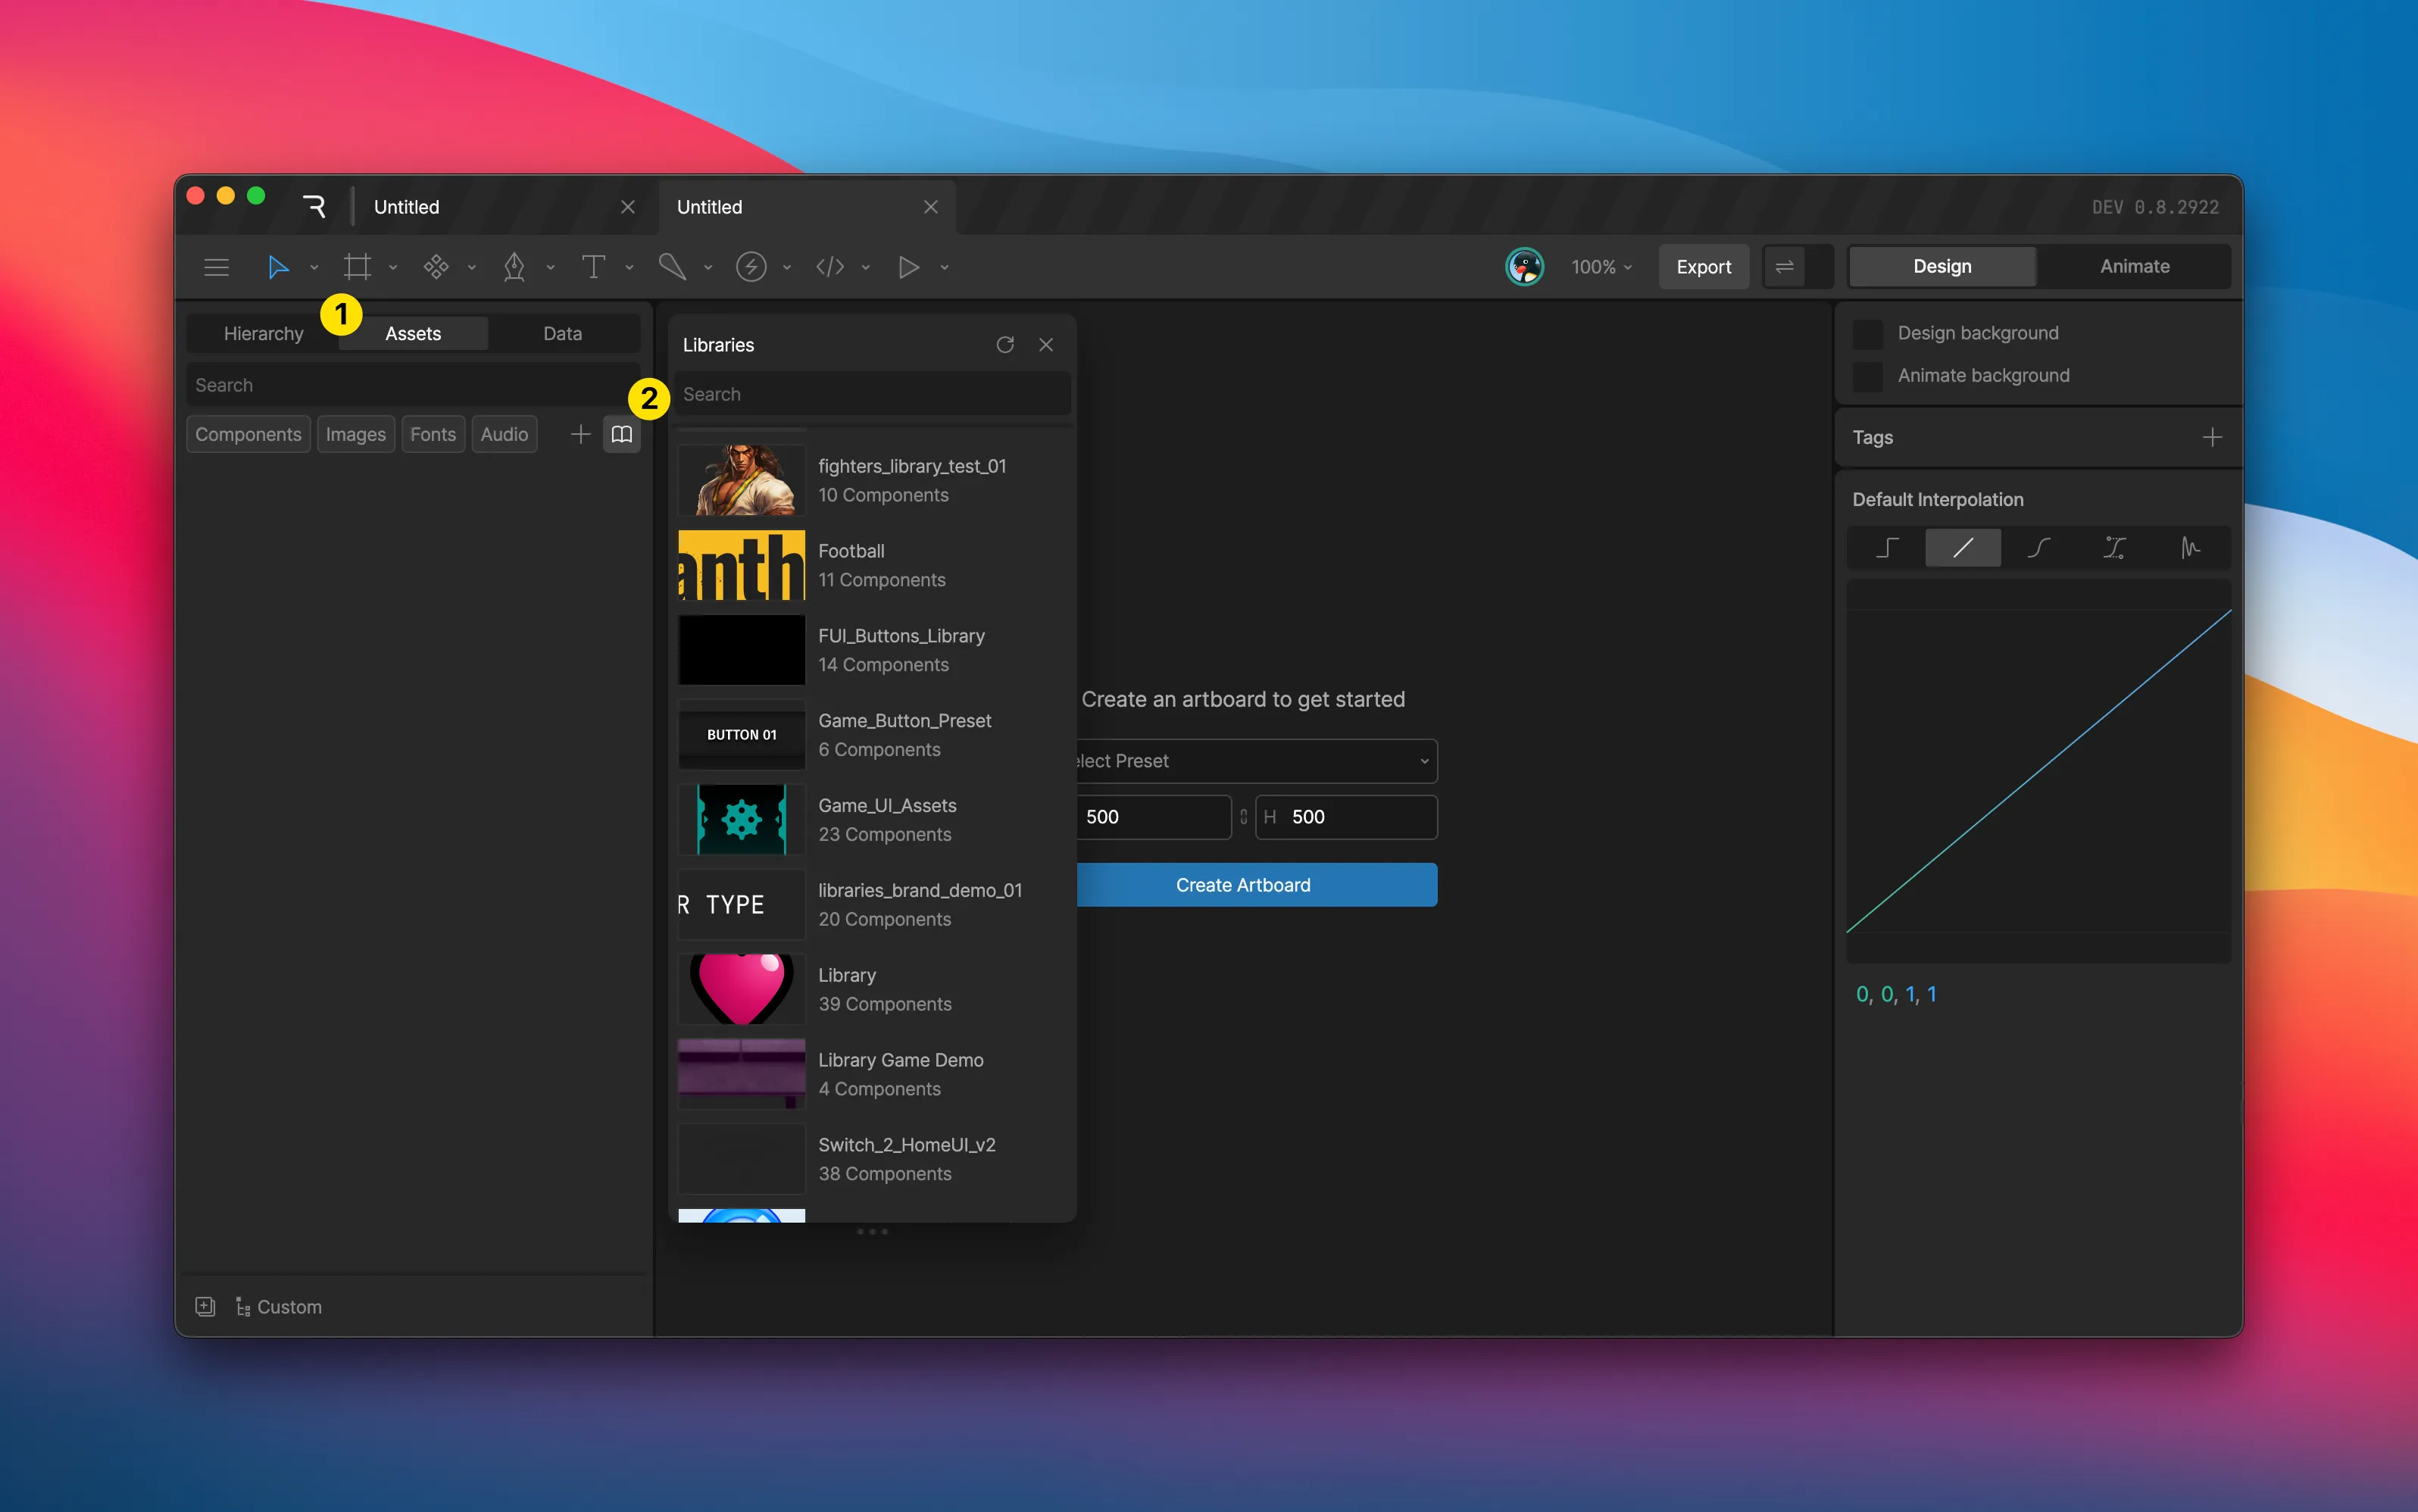 Untitled
Untitled
DEV 0.8.2922
100%
Export
Design
Animate
1
Hierarchy
Assets
Data
Search
2
Components
Images
Fonts
Audio
Libraries
Search
fighters_library_test_01
10 Components
anth
Football
11 Components
FUI_Buttons_Library
14 Components
BUTTON 01
Game_Button_Preset
6 Components
Game_UI_Assets
23 Components
R TYPE
libraries_brand_demo_01
20 Components
Library
39 Components
Library Game Demo
4 Components
Switch_2_HomeUI_v2
38 Components
Create an artboard to get started
elect Preset
500
H 500
Create Artboard
Design background
Animate background
Tags
Default Interpolation
0, 0, 1, 1
Custom